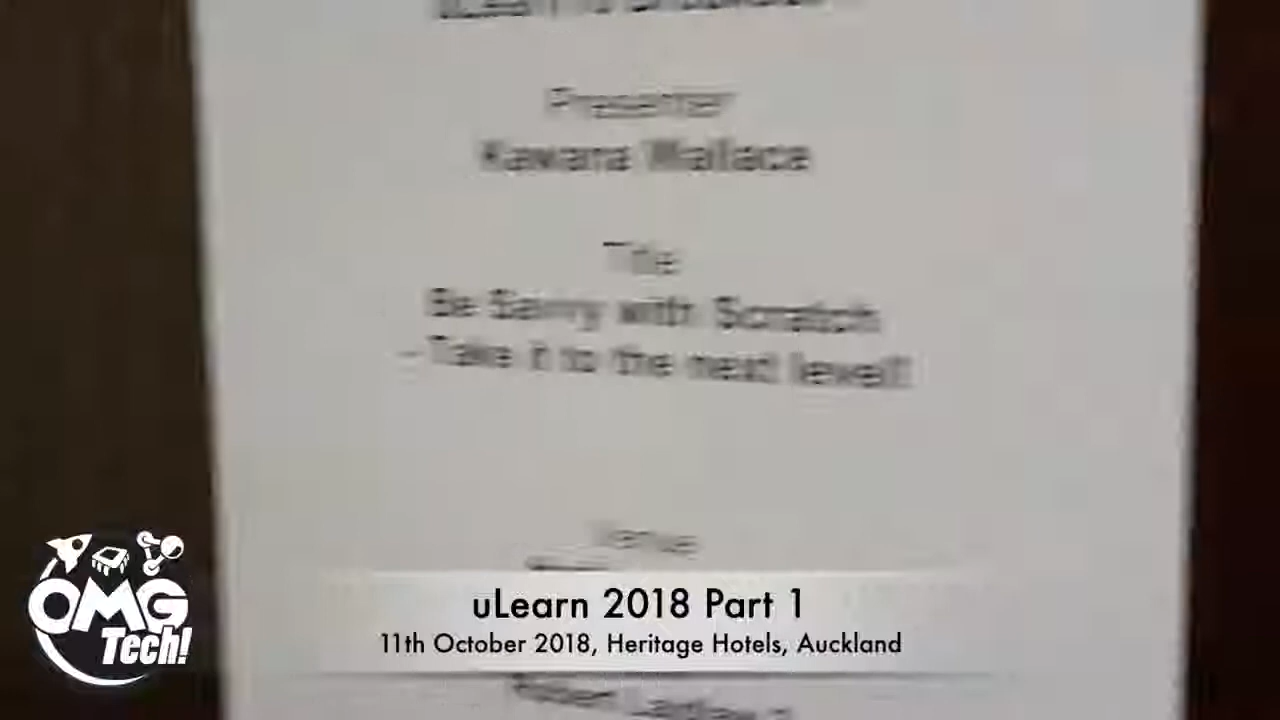 Presenter
Kawana Wallace
Title
Be Savvy with Scratch
- Take it to the next level!
Venue
uLearn 2018 Part 1
11th October 2018, Heritage Hotels, Auckland
OMG
Tech!